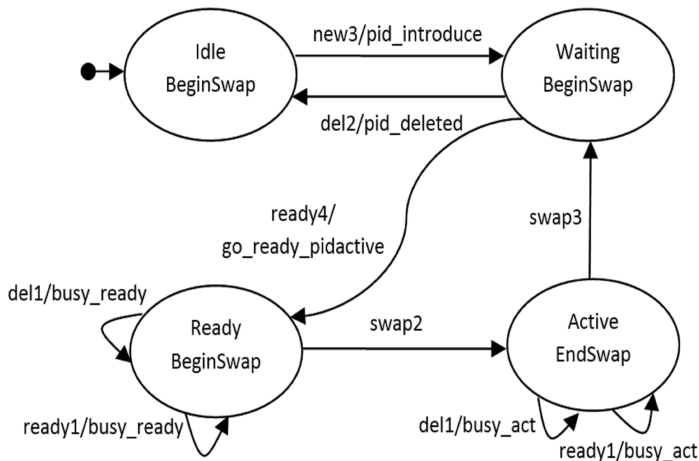 new3/pid_introduce
Idle
BeginSwap
Waiting
BeginSwap
del2/pid_deleted
ready4/
go_ready_pidactive
swap3
del1/busy_ready
Ready
BeginSwap
swap2
Active
EndSwap
ready1/busy_ready
del1/busy_act
ready1/busy_act